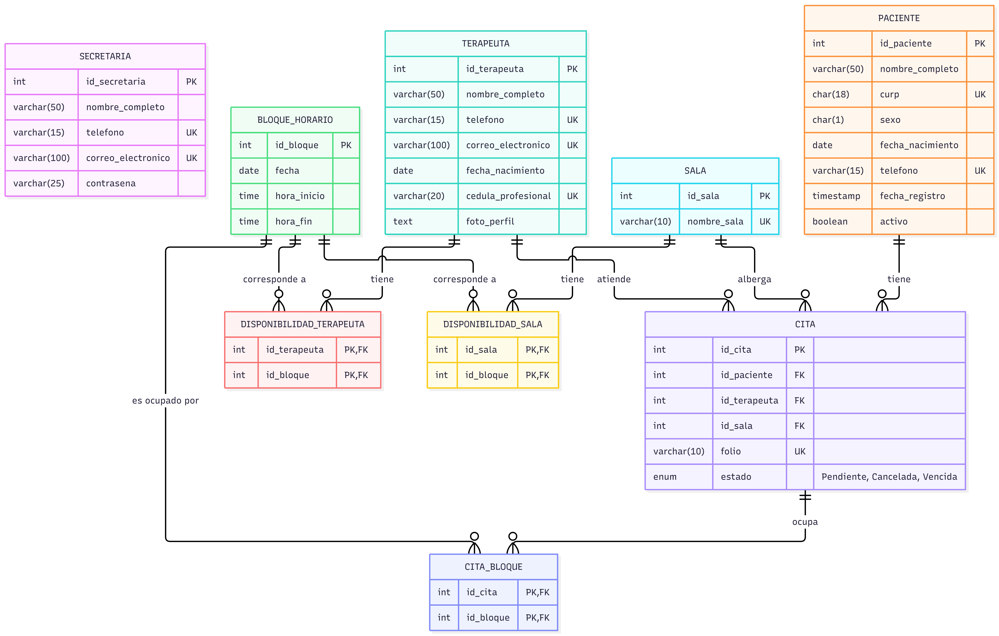 SECRETARIA
int id_secretaria PK
varchar(50) nombre_completo
varchar(15) telefono UK
varchar(100) correo_electronico UK
varchar(25) contrasena
BLOQUE_HORARIO
int id_bloque PK
date fecha
time hora_inicio
time hora_fin
TERAPEUTA
int id_terapeuta PK
varchar(50) nombre_completo
varchar(15) telefono UK
varchar(100) correo_electronico UK
date fecha_nacimiento
varchar(20) cedula_profesional UK
text foto_perfil
SALA
int id_sala PK
varchar(10) nombre_sala UK
PACIENTE
int id_paciente PK
varchar(50) nombre_completo
char(18) curp UK
char(1) sexo
date fecha_nacimiento
varchar(15) telefono UK
timestamp fecha_registro
boolean activo
corresponde a
tiene
corresponde a
tiene
atiende
alberga
tiene
DISPONIBILIDAD_TERAPEUTA
int id_terapeuta PK,FK
int id_bloque PK,FK
DISPONIBILIDAD_SALA
int id_sala PK,FK
int id_bloque PK,FK
CITA
int id_cita PK
int id_paciente FK
int id_terapeuta FK
int id_sala FK
varchar(10) folio UK
enum estado Pendiente, Cancelada, Vencida
es ocupado por
ocupa
CITA_BLOQUE
int id_cita PK,FK
int id_bloque PK,FK